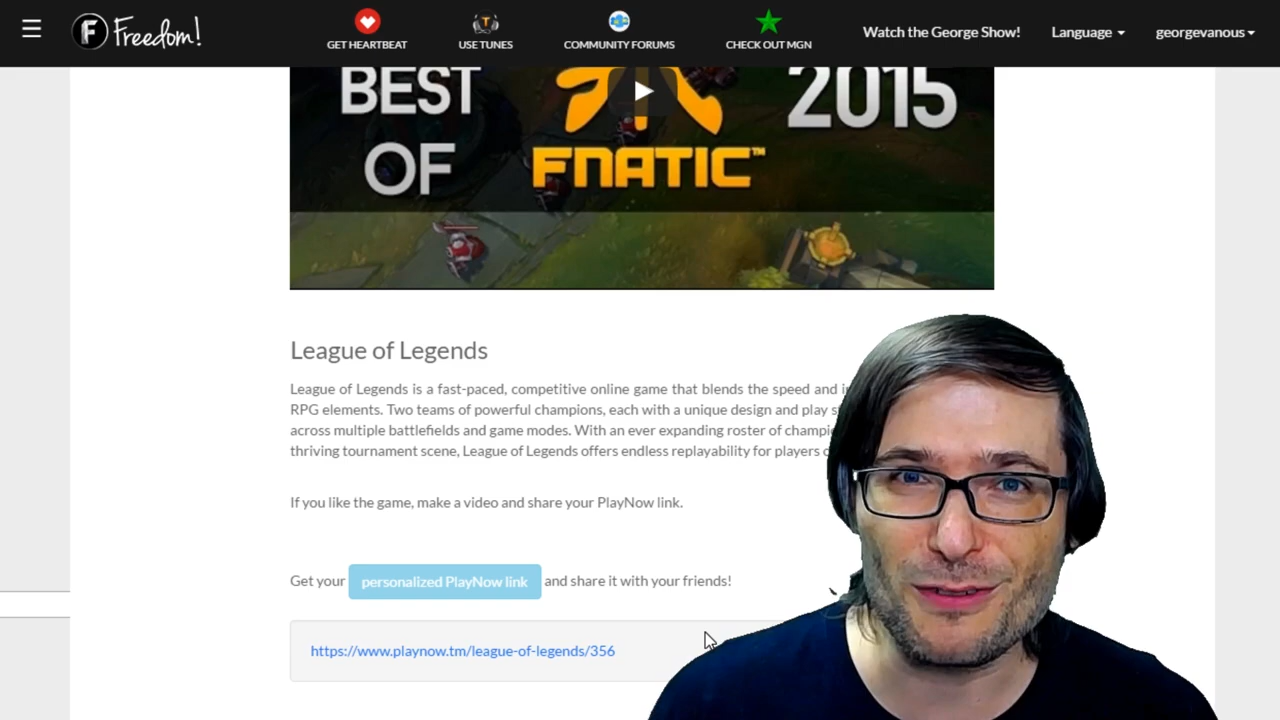 Freedom!
GET HEARTBEAT
USE TUNES
COMMUNITY FORUMS
CHECK OUT MGN
Watch the George Show!
Language
georgevanous
BEST
OF
FNATIC™
2015
League of Legends
League of Legends is a fast-paced, competitive online game that blends the speed and
RPG elements. Two teams of powerful champions, each with a unique design and play
across multiple battlefields and game modes. With an ever expanding roster of
thriving tournament scene, League of Legends offers endless replayability for players
If you like the game, make a video and share your PlayNow link.
Get your personalized PlayNow link and share it with your friends!
https://www.playnow.tm/league-of-legends/356